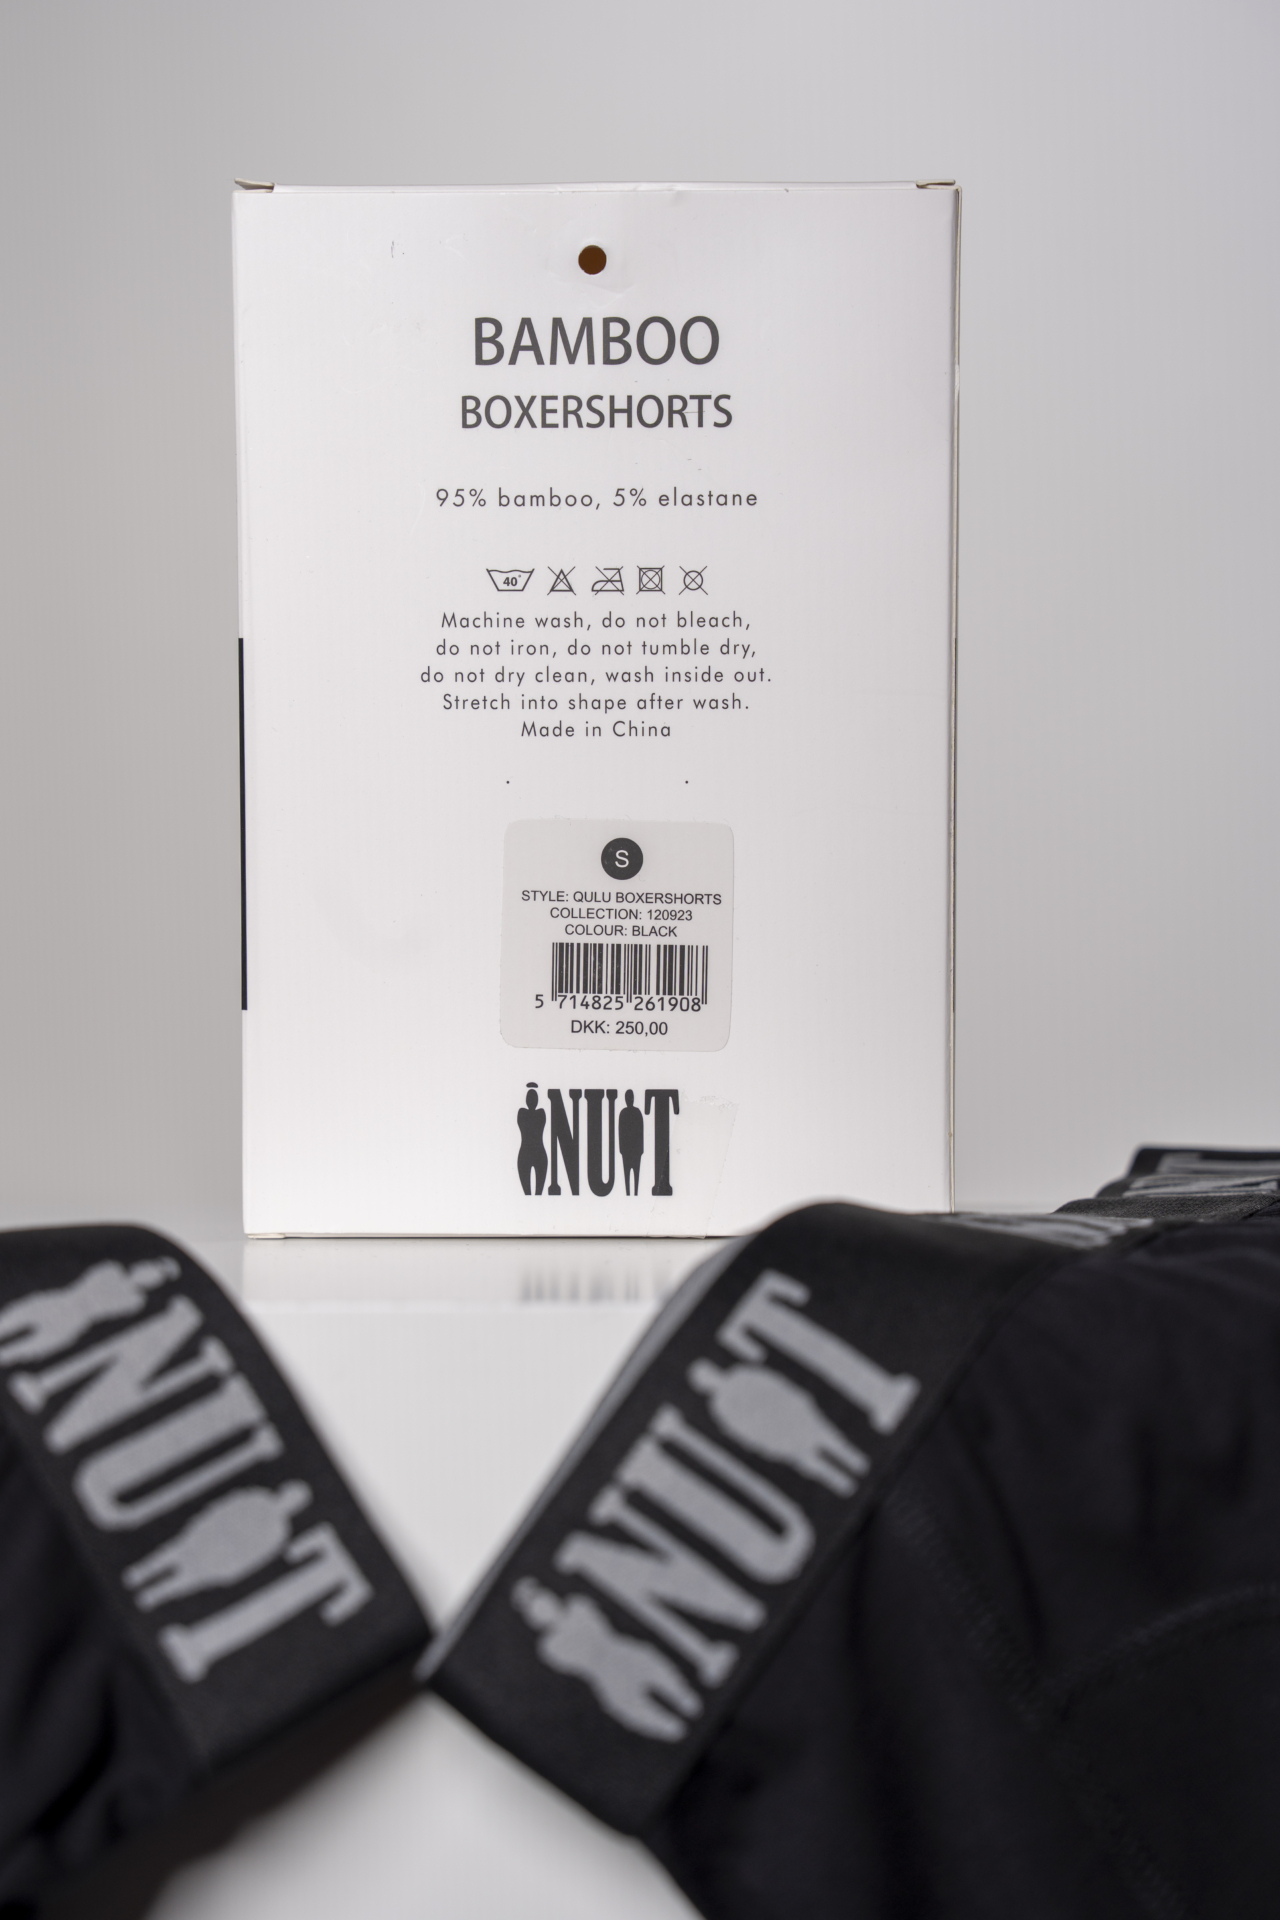 BAMBOO
BOXERSHORTS
95% bamboo, 5% elastane
40°
Machine wash, do not bleach,
do not iron, do not tumble dry,
do not dry clean, wash inside out.
Stretch into shape after wash.
Made in China
S
STYLE: QULU BOXERSHORTS
COLLECTION: 120923
COLOUR: BLACK
5 714825 261908
DKK: 250,00
iNUiT
iNUiT
iNUiT